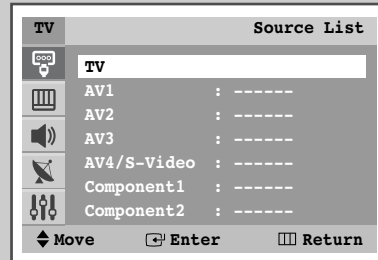 TV Source List
TV
AV1 : ------
AV2 : ------
AV3 : ------
AV4/S-Video : ------
Component1 : ------
Component2 : ------
Move Enter Return